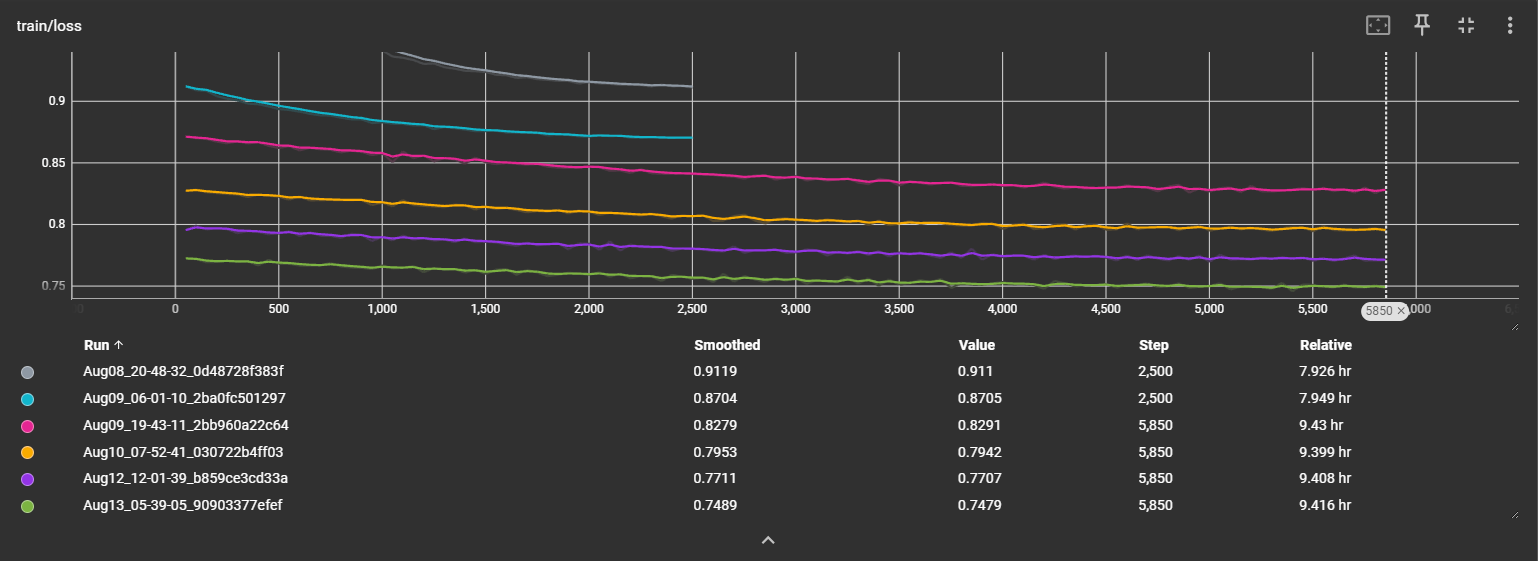 train/loss
0.9
0.85
0.8
0.75
0 500 1,000 1,500 2,000 2,500 3,000 3,500 4,000 4,500 5,000 5,500 5850 × ,000
Run ↑ Smoothed Value Step Relative
Aug08_20-48-32_0d48728f383f 0.9119 0.911 2,500 7.926 hr
Aug09_06-01-10_2ba0fc501297 0.8704 0.8705 2,500 7.949 hr
Aug09_19-43-11_2bb960a22c64 0.8279 0.8291 5,850 9.43 hr
Aug10_07-52-41_030722b4ff03 0.7953 0.7942 5,850 9.399 hr
Aug12_12-01-39_b859ce3cd33a 0.7711 0.7707 5,850 9.408 hr
Aug13_05-39-05_90903377efef 0.7489 0.7479 5,850 9.416 hr